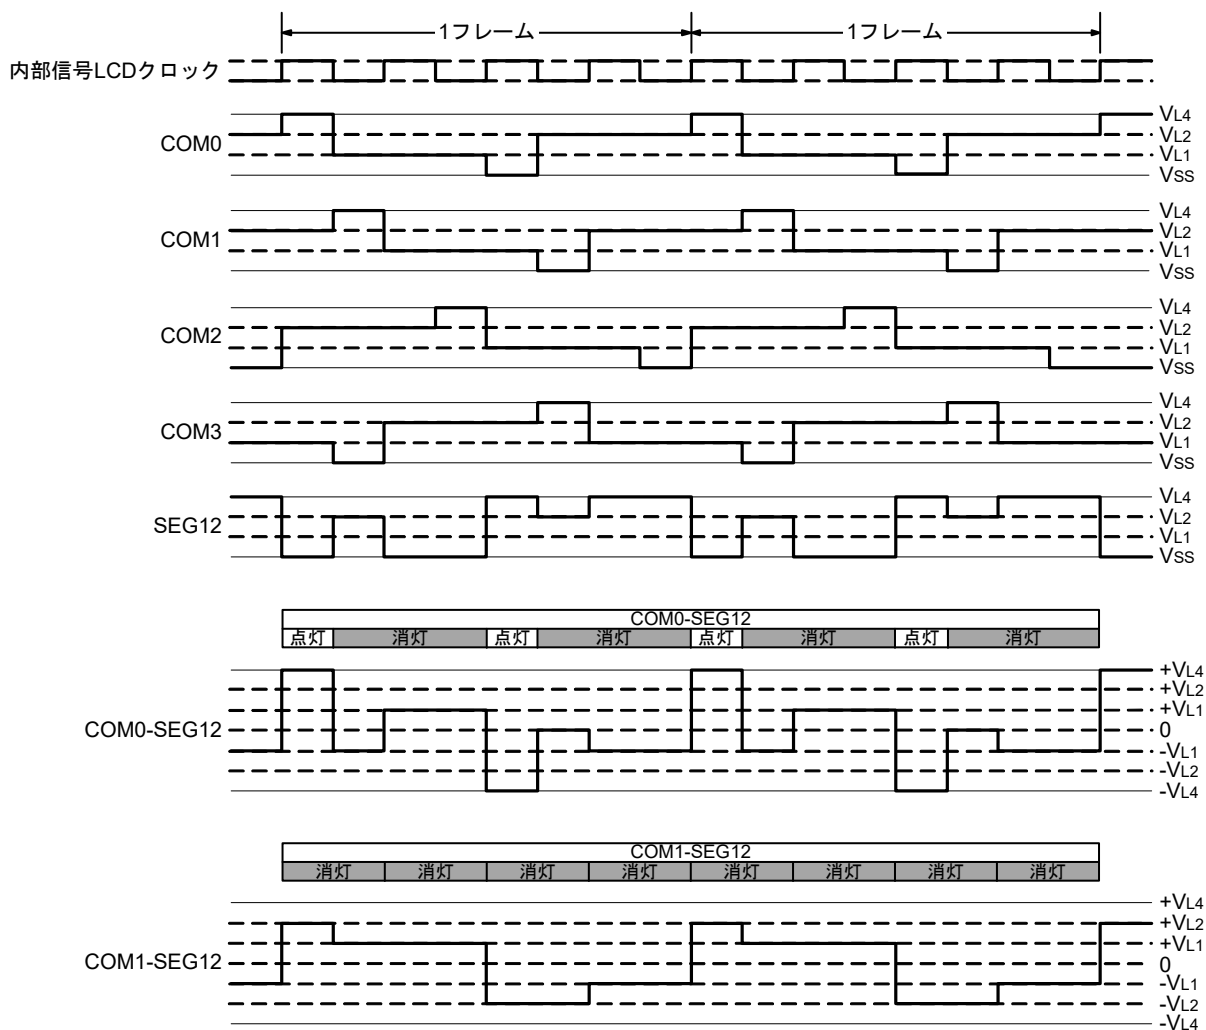 1フレーム 1フレーム
内部信号LCDクロック
VL4
COM0
VL2
VL1
VSS
VL4
COM1
VL2
VL1
VSS
VL4
COM2
VL2
VL1
VSS
VL4
COM3
VL2
VL1
VSS
VL4
SEG12
VL2
VL1
VSS
COM0-SEG12
点灯 消灯 点灯 消灯 点灯 消灯 点灯 消灯
+VL4
+VL2
+VL1
COM0-SEG12
0
-VL1
-VL2
-VL4
COM1-SEG12
消灯 消灯 消灯 消灯 消灯 消灯 消灯 消灯
+VL4
+VL2
+VL1
COM1-SEG12
0
-VL1
-VL2
-VL4